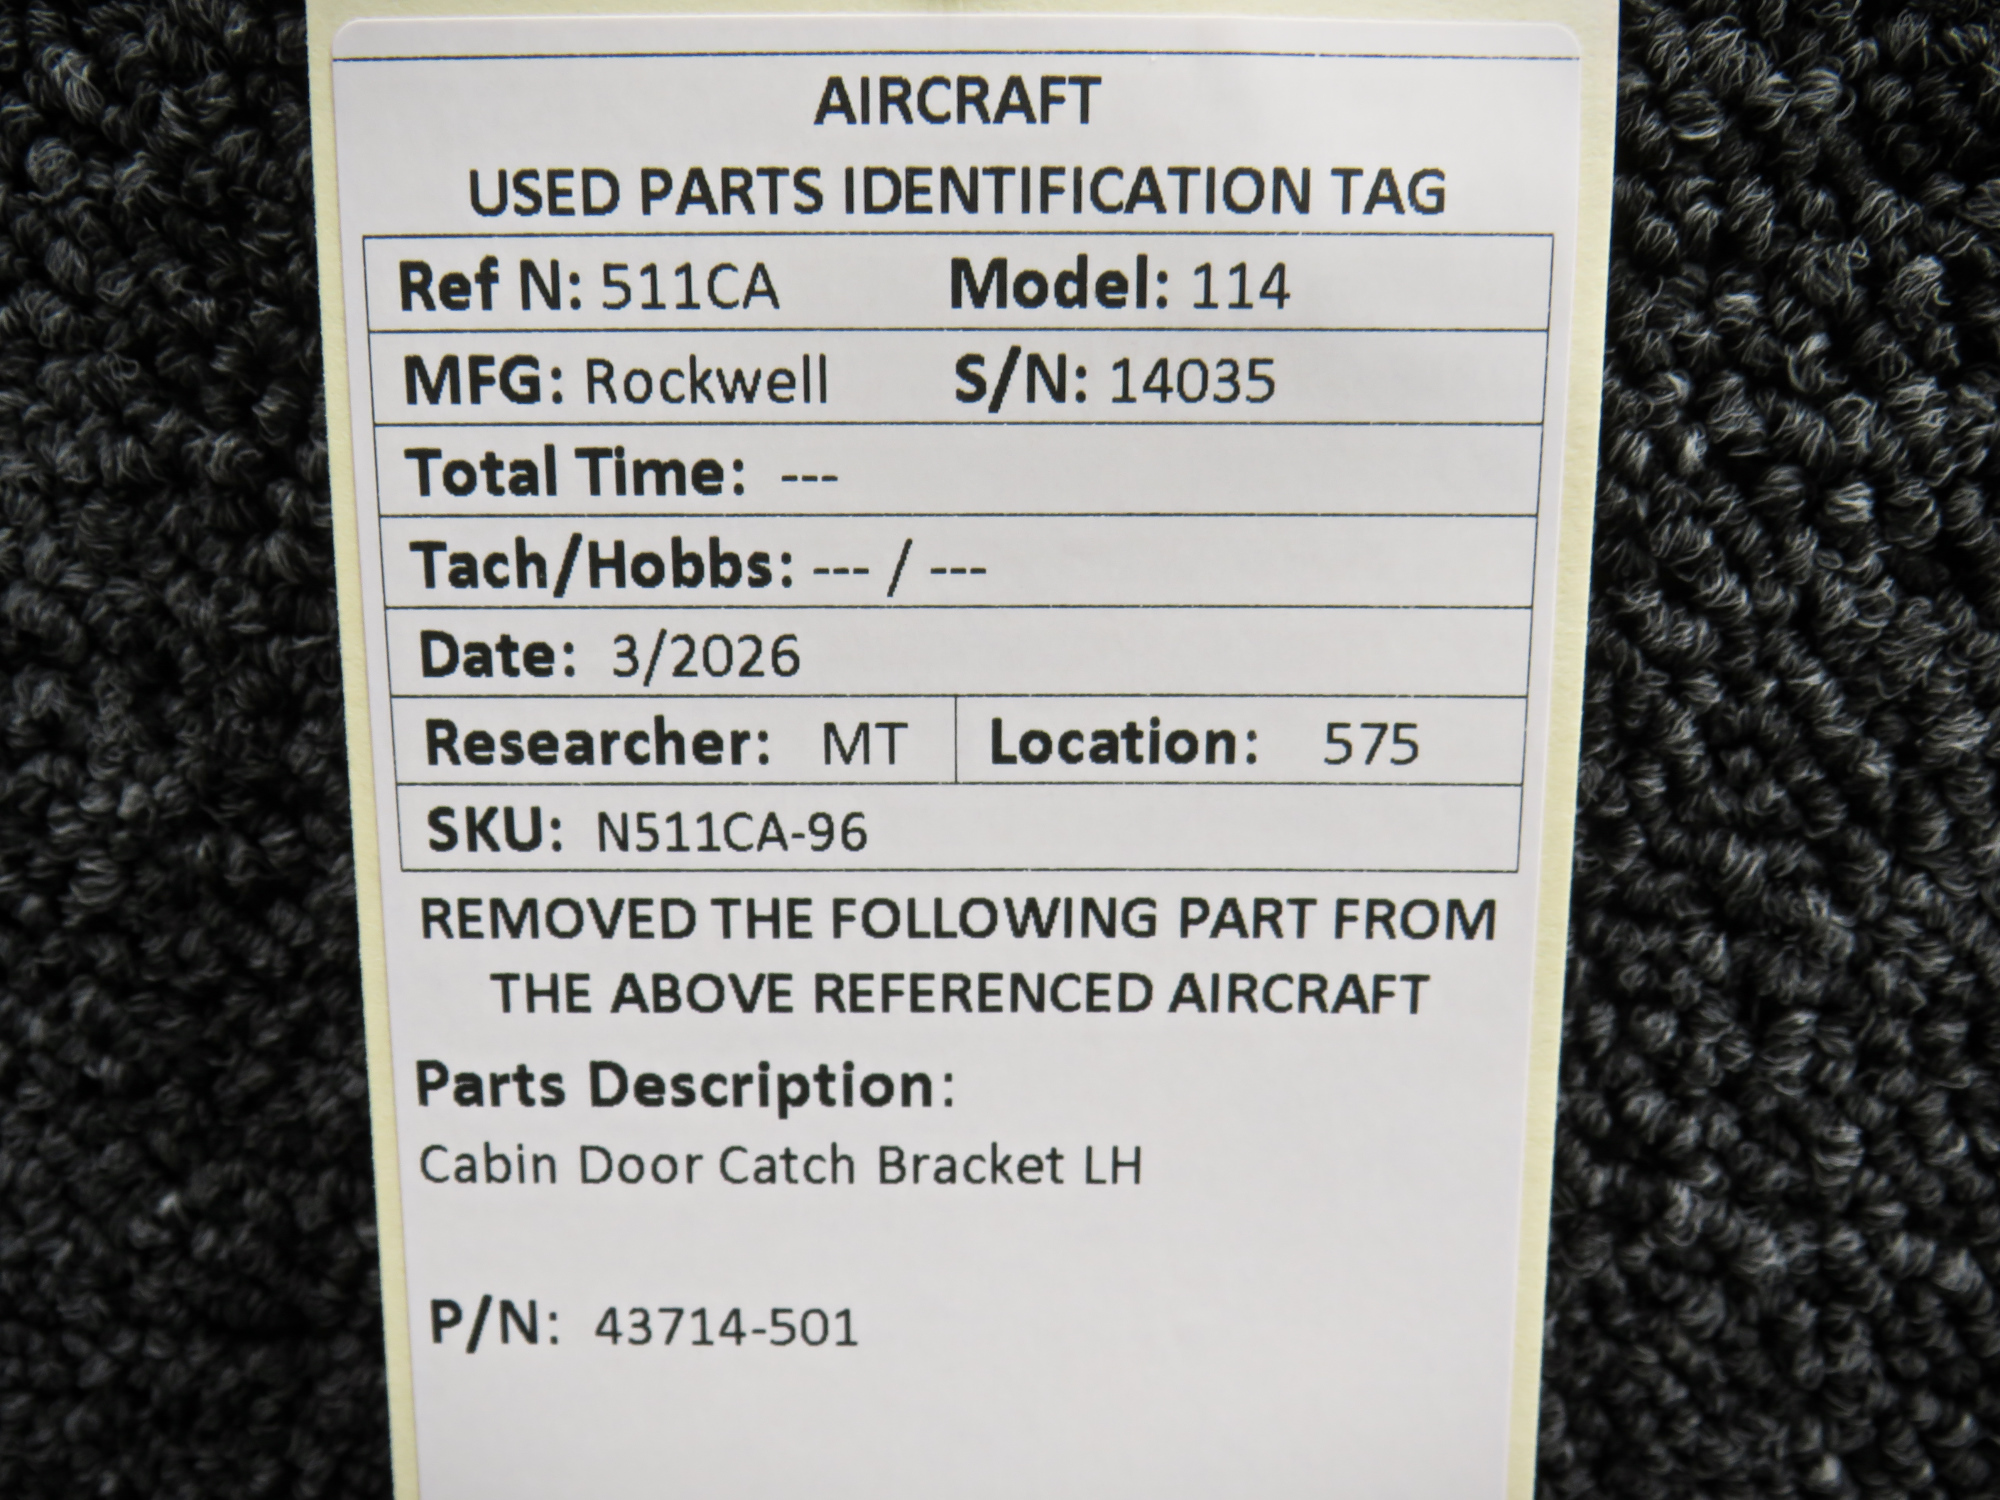 AIRCRAFT
USED PARTS IDENTIFICATION TAG
Ref N: 511CA Model: 114
MFG: Rockwell S/N: 14035
Total Time: ---
Tach/Hobbs: --- / ---
Date: 3/2026
Researcher: MT Location: 575
SKU: N511CA-96
REMOVED THE FOLLOWING PART FROM
THE ABOVE REFERENCED AIRCRAFT
Parts Description:
Cabin Door Catch Bracket LH
P/N: 43714-501